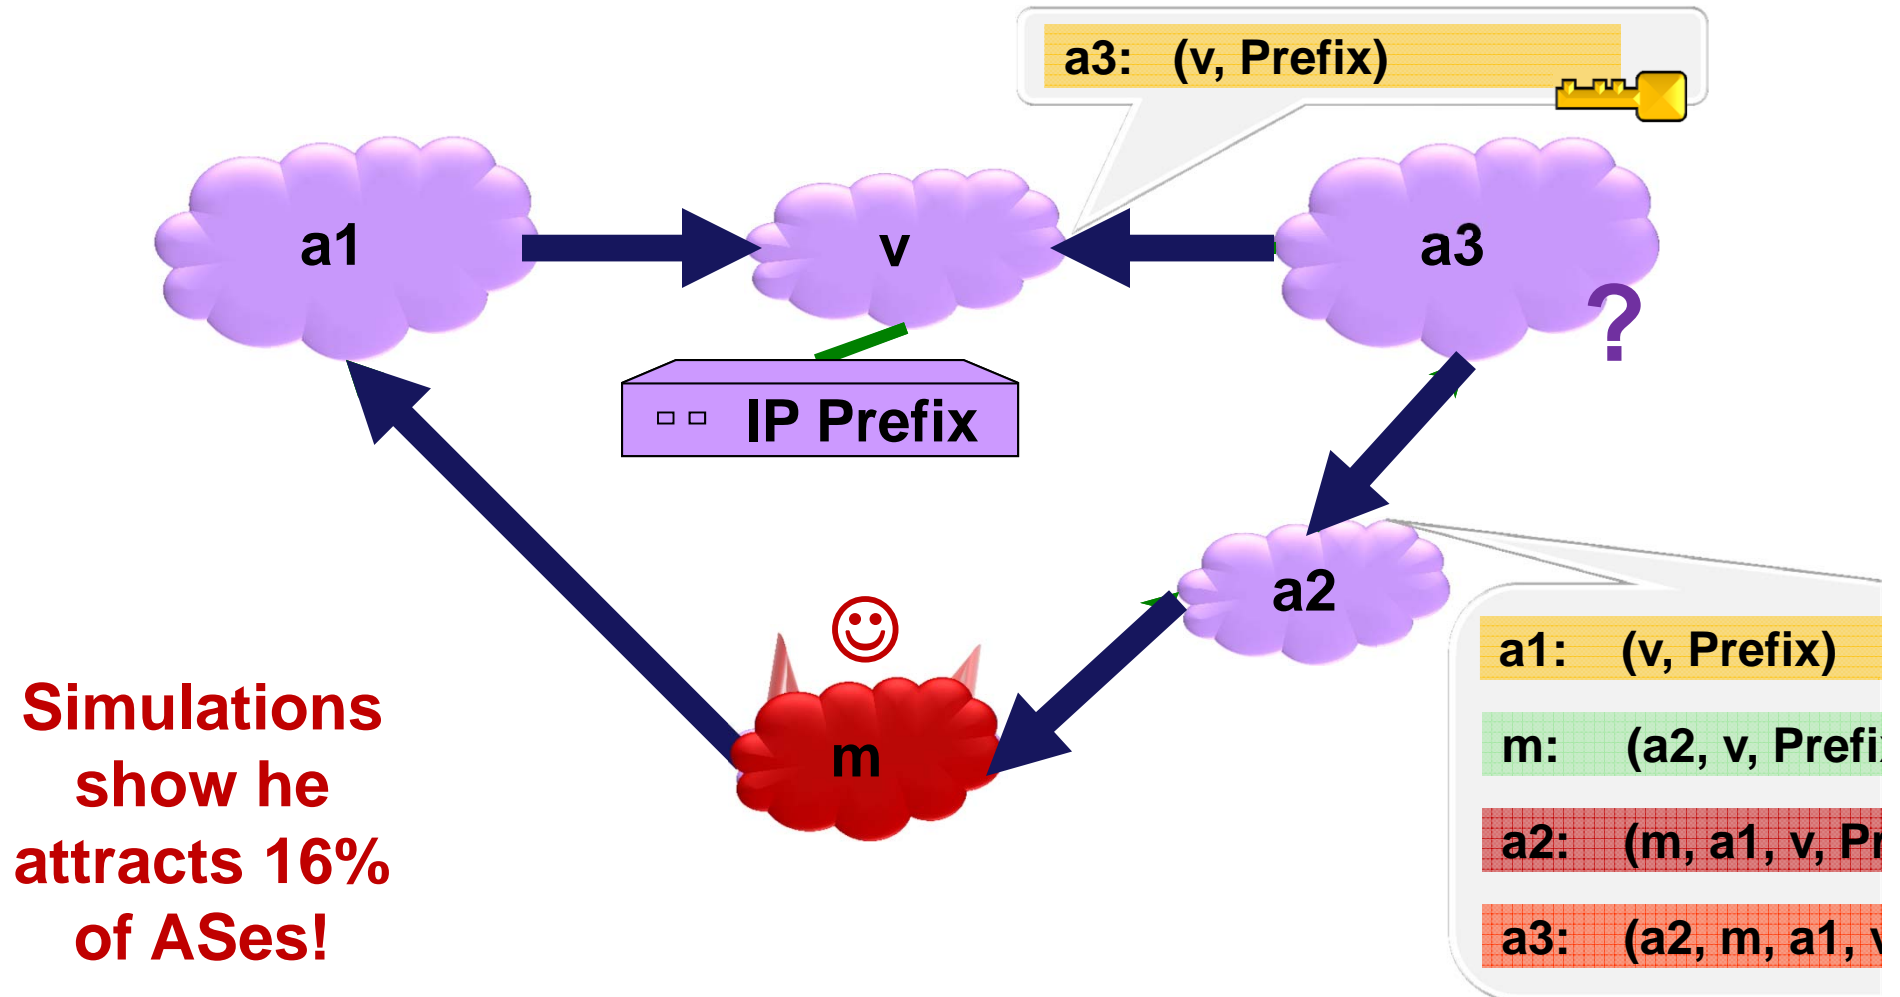 a3: (v, Prefix)
a1
v
a3
?
IP Prefix
a2
m
a1: (v, Prefix)
m: (a2, v, Prefi
a2: (m, a1, v, Pr
a3: (a2, m, a1,
Simulations
show he
attracts 16%
of ASes!